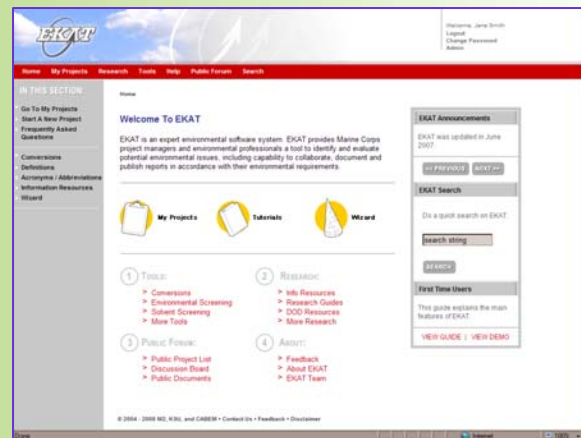 EKAT
Welcome, Jane Smith
Logout
Change Password
Admin
Home My Projects Research Tools Help Public Forum Search
IN THIS SECTION
Go To My Projects
Start A New Project
Frequently Asked
Questions
Conversions
Definitions
Acronyms / Abbreviations
Information Resources
Wizard
Home
Welcome To EKAT
EKAT is an expert environmental software system. EKAT provides Marine Corps
project managers and environmental professionals a tool to identify and evaluate
potential environmental issues, including capability to collaborate, document and
publish reports in accordance with their environmental requirements.
My Projects Tutorials Wizard
1 TOOLS:
> Conversions
> Environmental Screening
> Solvent Screening
> More Tools
2 RESEARCH:
> Info Resources
> Research Guides
> DOD Resources
> More Research
3 PUBLIC FORUM:
> Public Project List
> Discussion Board
> Public Documents
4 ABOUT:
> Feedback
> About EKAT
> EKAT Team
EKAT Announcements
EKAT was updated in June
2007.
<< PREVIOUS NEXT >>
EKAT Search
Do a quick search on EKAT.
search string
SEARCH
First Time Users
This guide explains the main
features of EKAT.
VIEW GUIDE | VIEW DEMO
and CABEM • Contact Us • Feedback • Disclaimer
Done
Internet
100%